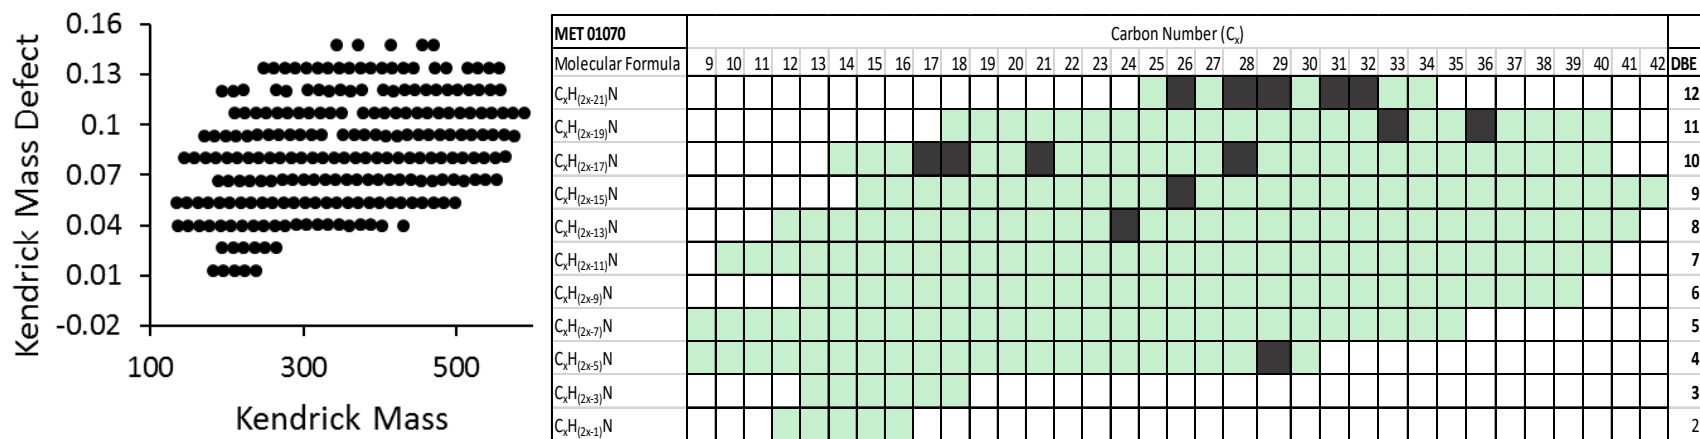 0.16
0.13
0.1
0.07
0.04
0.01
-0.02
100 300 500
Kendrick Mass Defect
Kendrick Mass
MET 01070 Carbon Number (Cx)
Molecular Formula 9 10 11 12 13 14 15 16 17 18 19 20 21 22 23 24 25 26 27 28 29 30 31 32 33 34 35 36 37 38 39 40 41 42 DBE
CxH(2x-21)N 12
CxH(2x-19)N 11
CxH(2x-17)N 10
CxH(2x-15)N 9
CxH(2x-13)N 8
CxH(2x-11)N 7
CxH(2x-9)N 6
CxH(2x-7)N 5
CxH(2x-5)N 4
CxH(2x-3)N 3
CxH(2x-1)N 2